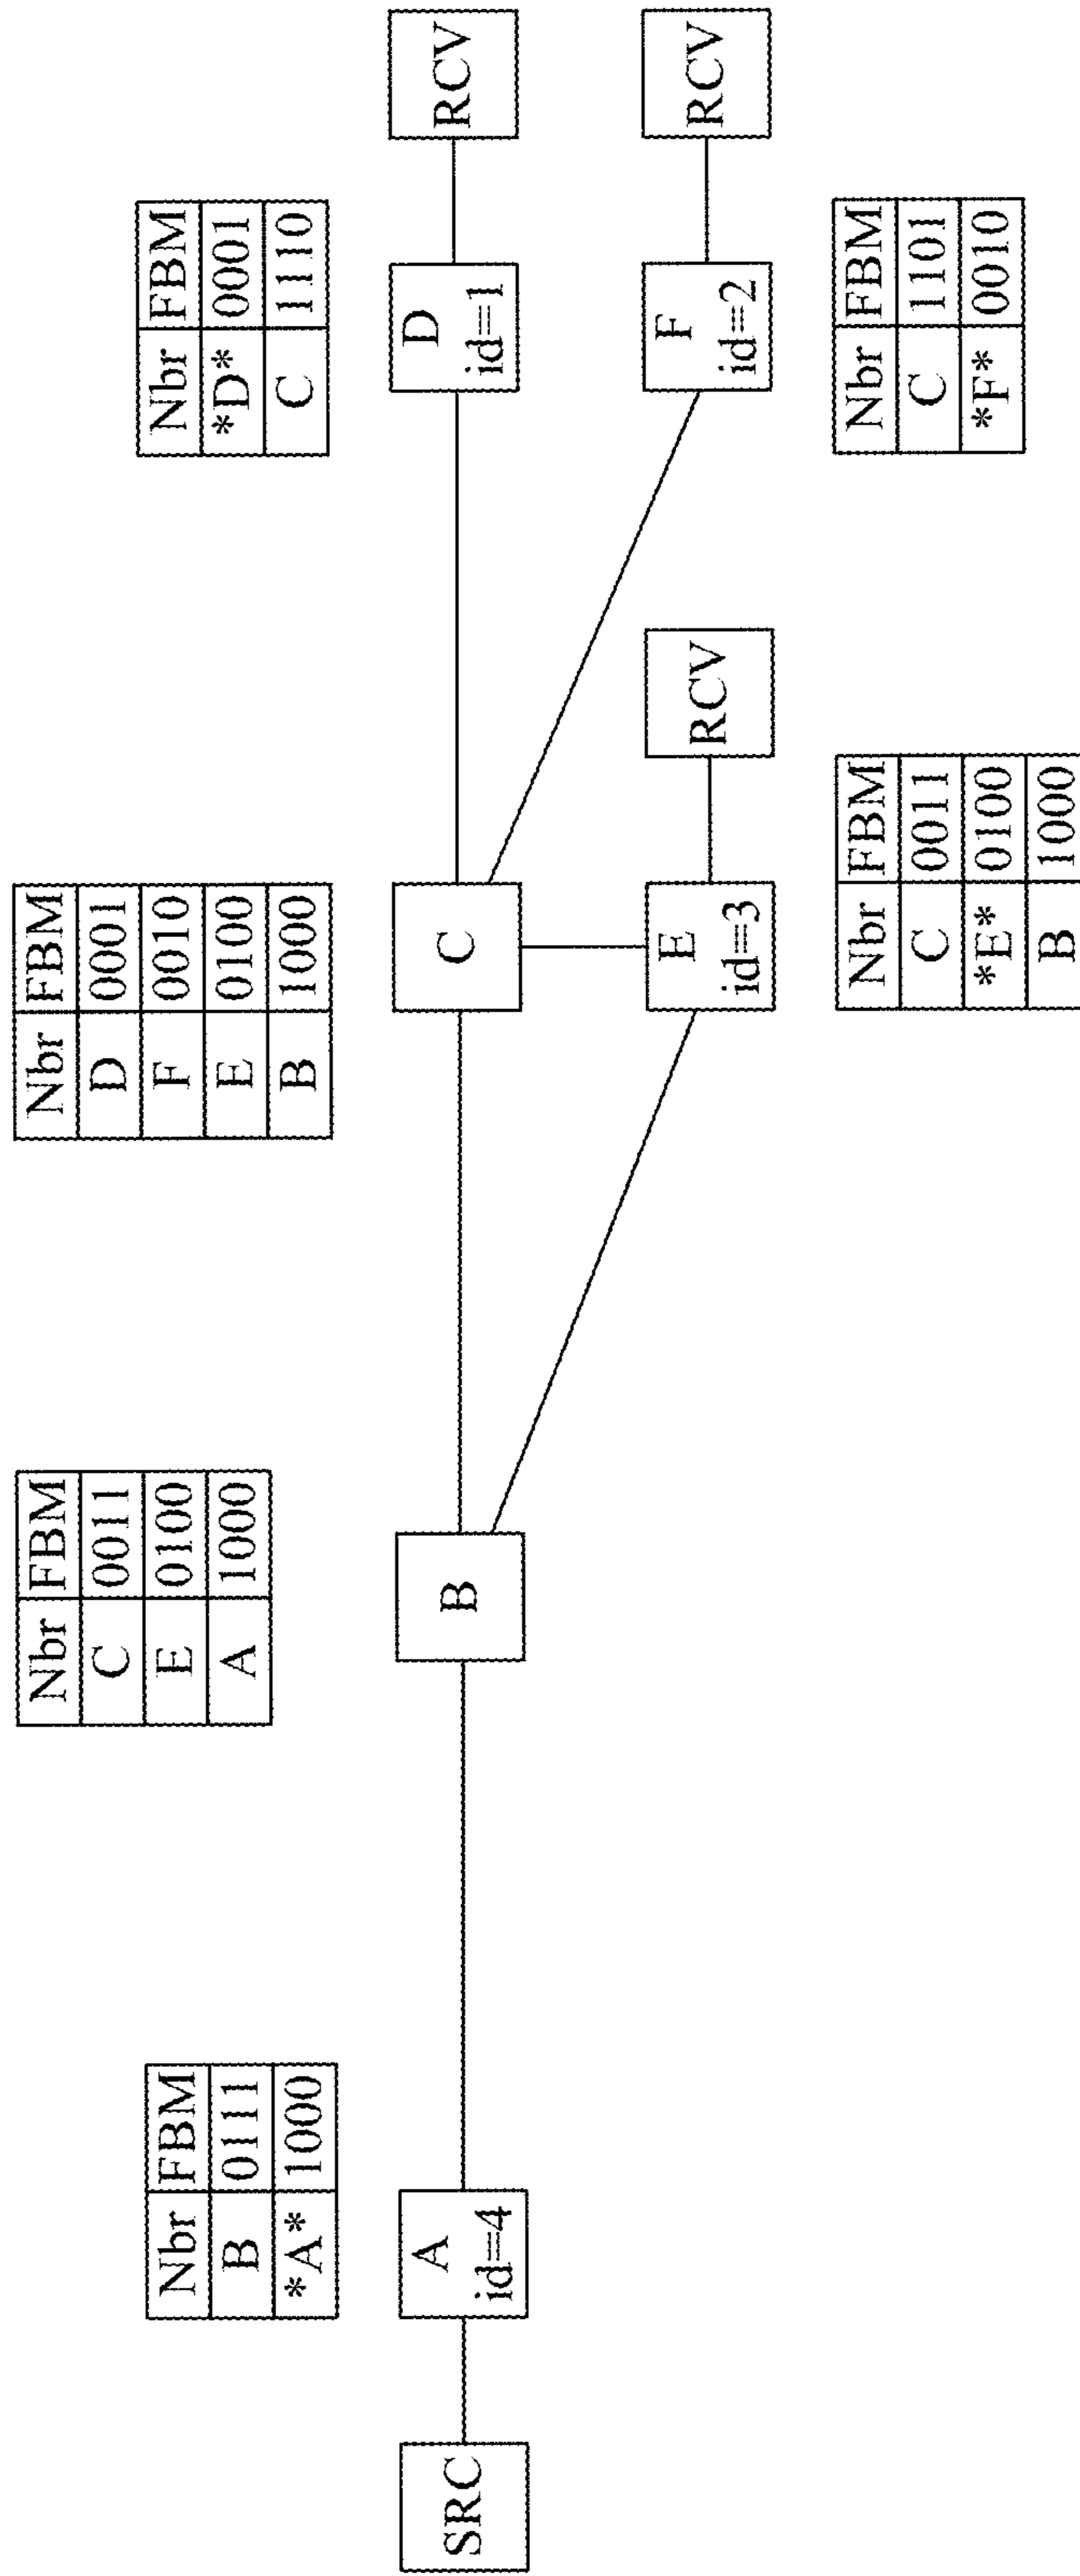 Nbr FBM
B 0111
*A* 1000
Nbr FBM
C 0011
E 0100
A 1000
Nbr FBM
D 0001
F 0010
E 0100
B 1000
Nbr FBM
*D* 0001
C 1110
SRC
A
id=4
B
C
D
id=1
RCV
E
id=3
RCV
F
id=2
RCV
Nbr FBM
C 0011
*E* 0100
B 1000
Nbr FBM
C 1101
*F* 0010